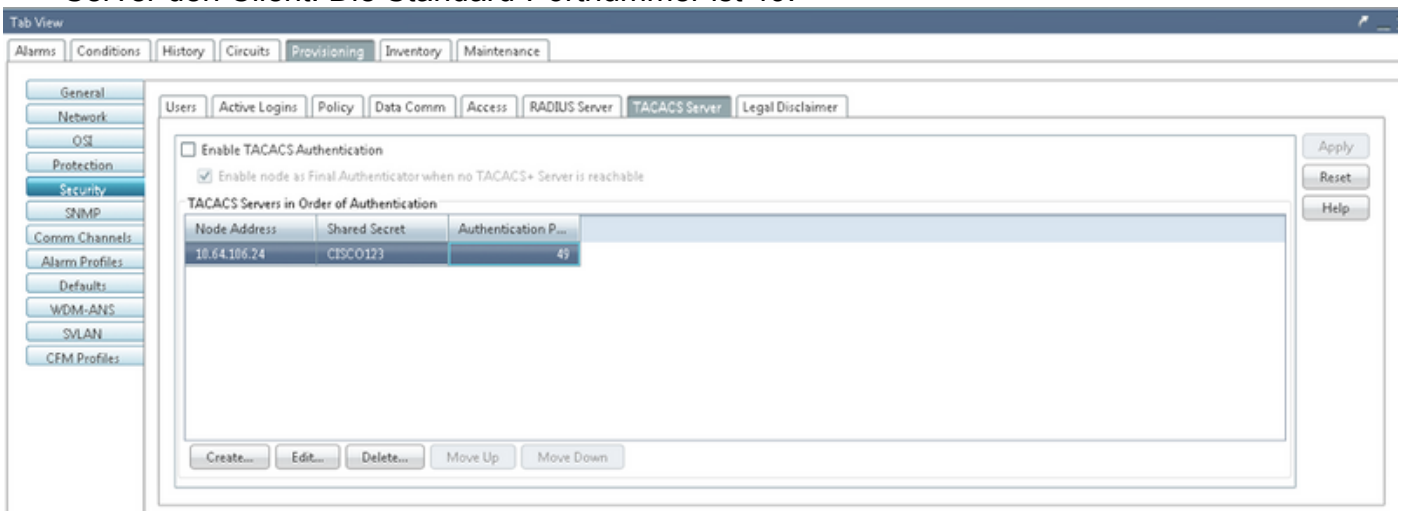 Server den Client. Die Standard-Portnummer ist 49.
Tab View
Alarms Conditions History Circuits Provisioning Inventory Maintenance
General
Network
OSI
Protection
Security
SNMP
Comm Channels
Alarm Profiles
Defaults
WDM-ANS
SVLAN
CFM Profiles
Users Active Logins Policy Data Comm Access RADIUS Server TACACS Server Legal Disclaimer
Enable TACACS Authentication
Enable node as Final Authenticator when no TACACS+ Server is reachable
TACACS Servers in Order of Authentication
Node Address Shared Secret Authentication P...
10.64.106.24 CISCO123 49
Create... Edit... Delete... Move Up Move Down
Apply
Reset
Help